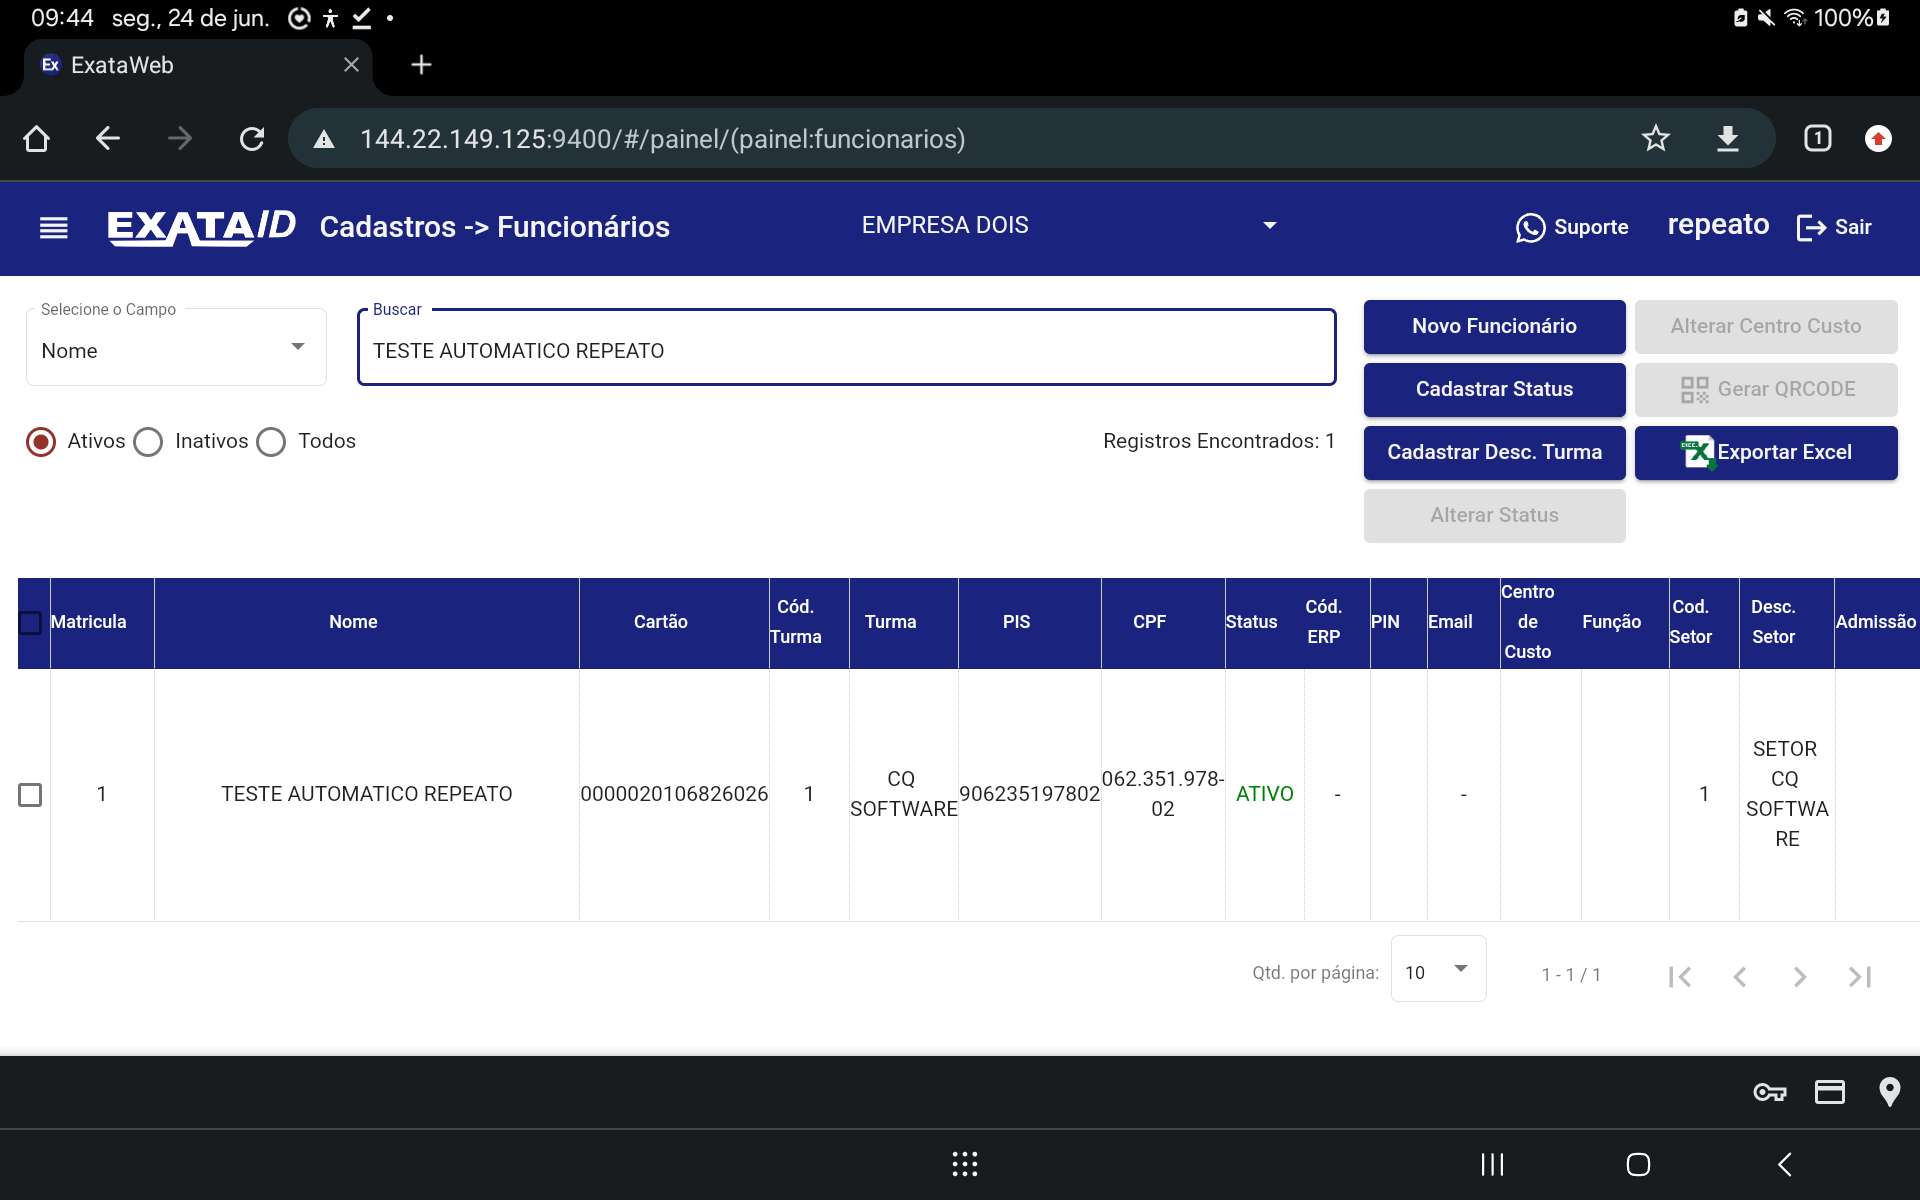 09:44 seg., 24 de jun. 100%
Ex ExataWeb
144.22.149.125:9400/#/painel/(painel:funcionarios) 1
EXATAID Cadastros -> Funcionários EMPRESA DOIS Suporte repeato Sair
Selecione o Campo
Nome
Buscar
TESTE AUTOMATICO REPEATO
Novo Funcionário Alterar Centro Custo
Cadastrar Status Gerar QRCODE
Ativos Inativos Todos Registros Encontrados: 1
Cadastrar Desc. Turma Exportar Excel
Alterar Status
Matricula Nome Cartão Cód. Turma Turma PIS CPF Status Cód. ERP PIN Email Centro de Custo Função Cod. Setor Desc. Setor Admissão
1 TESTE AUTOMATICO REPEATO 0000020106826026 1 CQ SOFTWARE 906235197802 062.351.978-02 ATIVO - - 1 SETOR CQ SOFTWARE
Qtd. por página: 10 1 - 1 / 1